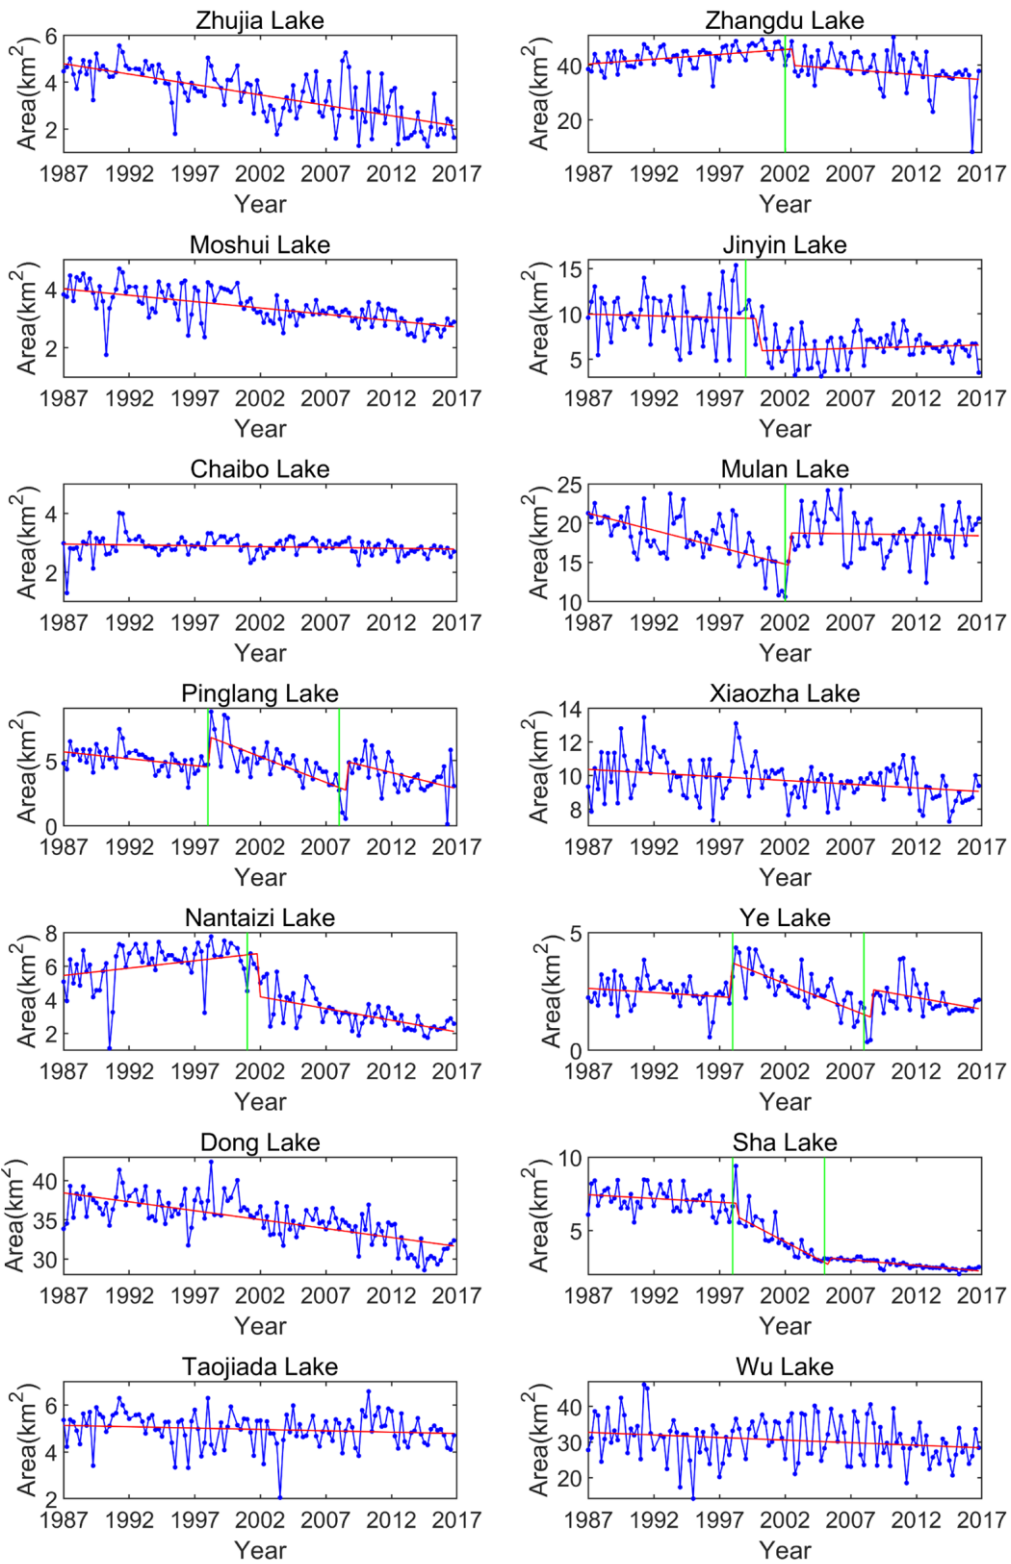 Zhujia Lake
Zhangdu Lake
Area(km²)
6
4
2
1987 1992 1997 2002 2007 2012 2017
Year
Area(km²)
40
20
1987 1992 1997 2002 2007 2012 2017
Year
Moshui Lake
Jinyin Lake
Area(km²)
4
2
1987 1992 1997 2002 2007 2012 2017
Year
Area(km²)
15
10
5
1987 1992 1997 2002 2007 2012 2017
Year
Chaibo Lake
Mulan Lake
Area(km²)
4
2
1987 1992 1997 2002 2007 2012 2017
Year
Area(km²)
25
20
15
10
1987 1992 1997 2002 2007 2012 2017
Year
Pinglang Lake
Xiaozha Lake
Area(km²)
5
0
1987 1992 1997 2002 2007 2012 2017
Year
Area(km²)
14
12
10
8
1987 1992 1997 2002 2007 2012 2017
Year
Nantaizi Lake
Ye Lake
Area(km²)
8
6
4
2
1987 1992 1997 2002 2007 2012 2017
Year
Area(km²)
5
0
1987 1992 1997 2002 2007 2012 2017
Year
Dong Lake
Sha Lake
Area(km²)
40
35
30
1987 1992 1997 2002 2007 2012 2017
Year
Area(km²)
10
5
1987 1992 1997 2002 2007 2012 2017
Year
Taojiada Lake
Wu Lake
Area(km²)
6
4
2
1987 1992 1997 2002 2007 2012 2017
Year
Area(km²)
40
30
20
1987 1992 1997 2002 2007 2012 2017
Year